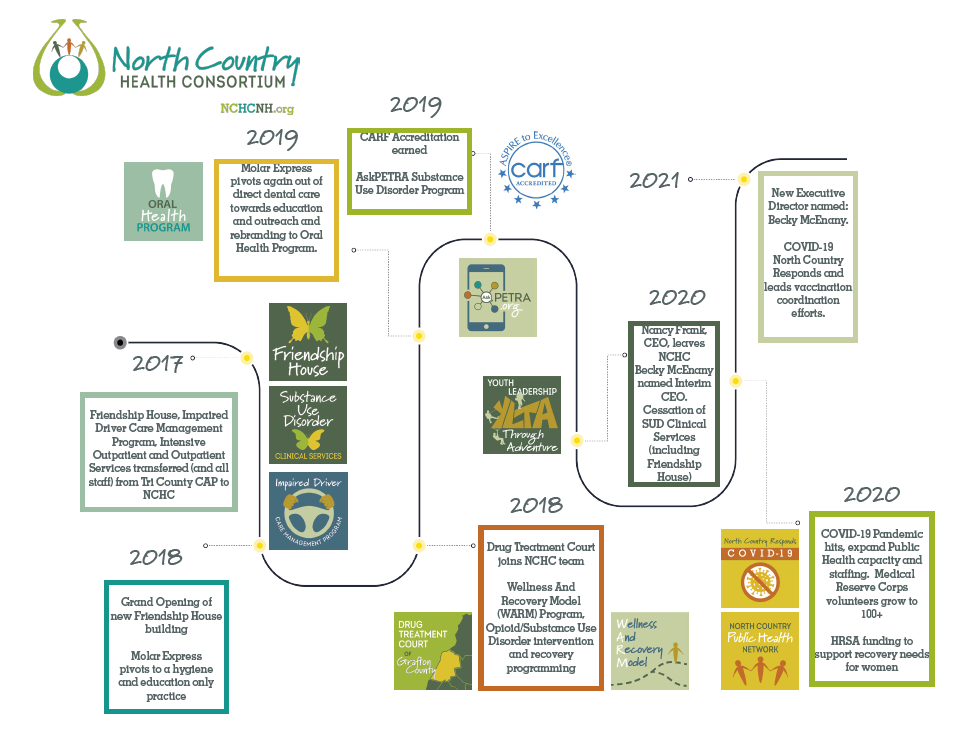 North Country
HEALTH CONSORTIUM
NCHCNH.org
2017
Friendship House, Impaired
Driver Care Management
Program, Intensive
Outpatient and Outpatient
Services transferred (and all
staff) from Tri County CAP to
NCHC
Friendship
House
Substance
Use
Disorder
CLINICAL SERVICES
Impaired Driver
CARE MANAGEMENT PROGRAM
2018
Grand Opening of
new Friendship House
building
Molar Express
pivots to a hygiene
and education only
practice
2018
Drug Treatment Court
joins NCHC team
Wellness And
Recovery Model
(WARM) Program,
Opioid/Substance Use
Disorder intervention
and recovery
programming
DRUG
TREATMENT
COURT
OF
Grafton
County
Wellness
And
Recovery
Model
2019
Molar Express
pivots again out of
direct dental care
towards education
and outreach and
rebranding to Oral
Health Program.
ORAL
Health
PROGRAM
2019
CARF Accreditation
earned
AskPETRA Substance
Use Disorder Program
ASPIRE to Excellence®
carf
ACCREDITED
Ask
PETRA
.org
2020
Nancy Frank,
CEO, leaves
NCHC
Becky McEnany
named Interim
CEO.
Cessation of
SUD Clinical
Services
(including
Friendship
House)
YOUTH
LEADERSHIP
YLTA
Through
Adventure
2020
COVID-19 Pandemic
hits, expand Public
Health capacity and
staffing. Medical
Reserve Corps
volunteers grow to
100+
HRSA funding to
support recovery needs
for women
North Country Responds
COVID-19
NORTH COUNTRY
Public Health
NETWORK
2021
New Executive
Director named:
Becky McEnany.
COVID-19
North Country
Responds and
leads vaccination
coordination
efforts.